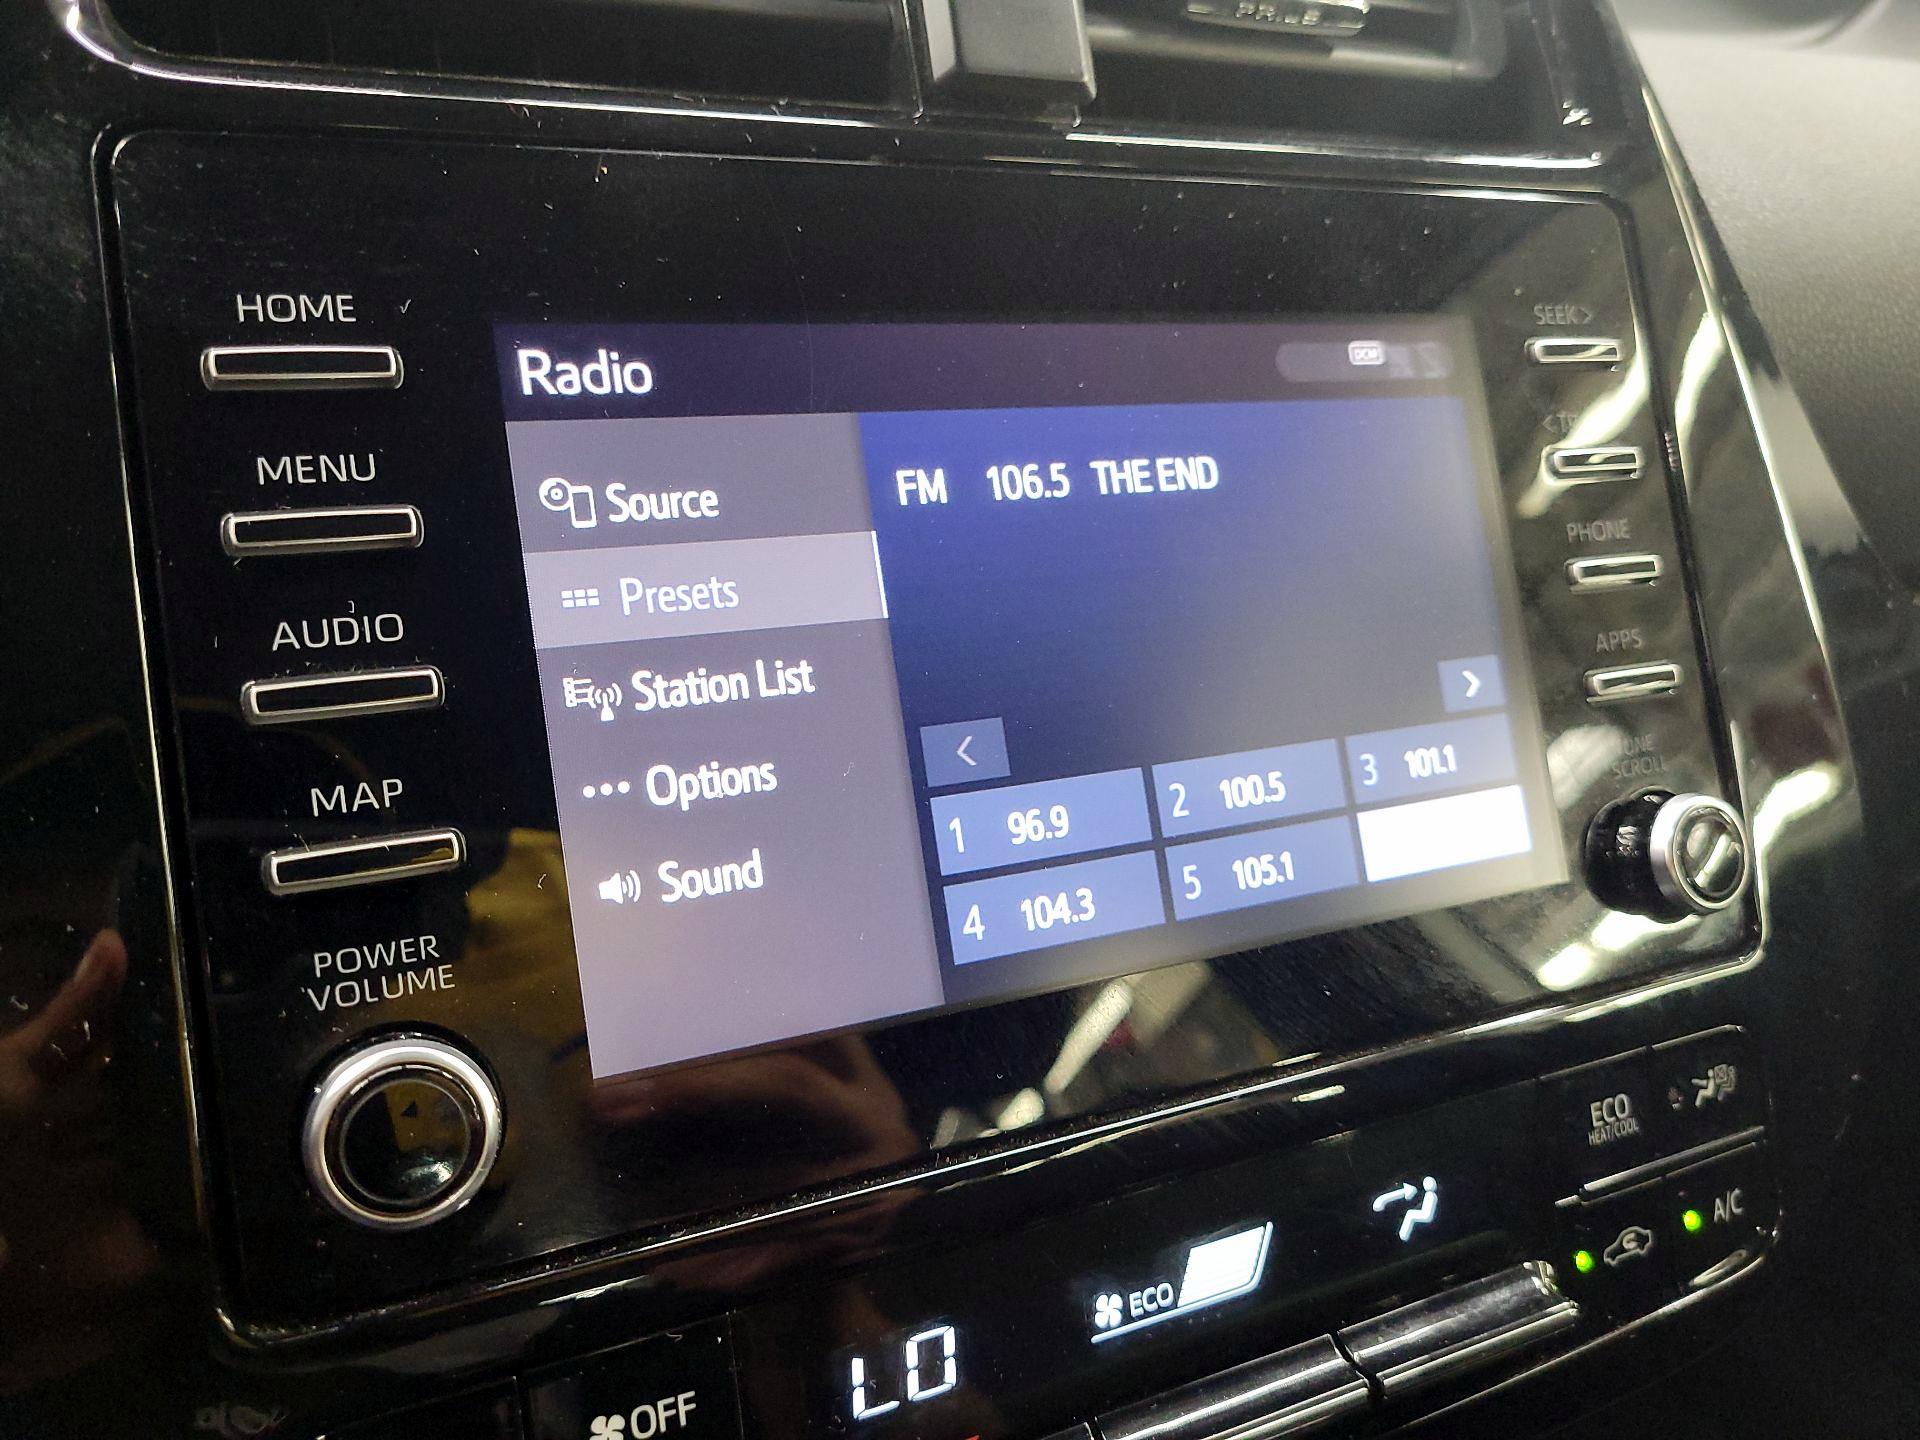 HOME
MENU
AUDIO
MAP
POWER
VOLUME
Radio
DCM
Source
Presets
Station List
Options
Sound
FM 106.5 THE END
<
>
1 96.9
2 100.5
3 101.1
4 104.3
5 105.1
SEEK >
PHONE
APPS
SCROLL
ECO
HEAT/COOL
A/C
ECO
LO
OFF